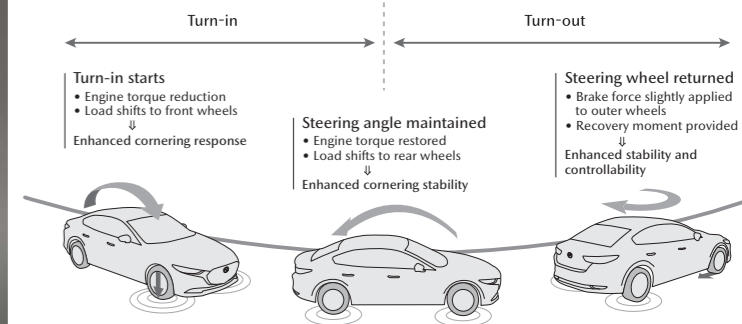 Turn-in
Turn-out
Turn-in starts
• Engine torque reduction
• Load shifts to front wheels
⇓
Enhanced cornering response
Steering angle maintained
• Engine torque restored
• Load shifts to rear wheels
⇓
Enhanced cornering stability
Steering wheel returned
• Brake force slightly applied
to outer wheels
• Recovery moment provided
⇓
Enhanced stability and
controllability